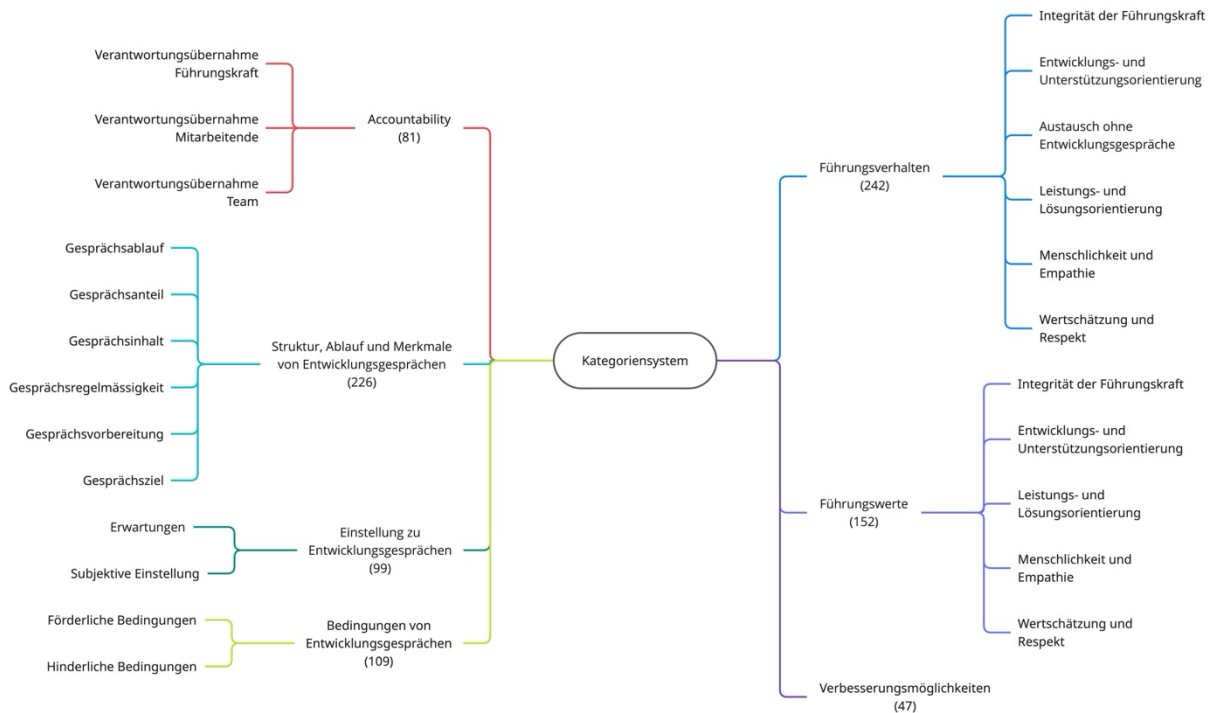 Verantwortungsübernahme
Führungskraft
Verantwortungsübernahme
Mitarbeitende
Verantwortungsübernahme
Team
Accountability
(81)
Gesprächsablauf
Gesprächsanteil
Gesprächsinhalt
Gesprächsregelmässigkeit
Gesprächsvorbereitung
Gesprächsziel
Struktur, Ablauf und Merkmale
von Entwicklungsgesprächen
(226)
Erwartungen
Subjektive Einstellung
Einstellung zu
Entwicklungsgesprächen
(99)
Förderliche Bedingungen
Hinderliche Bedingungen
Bedingungen von
Entwicklungsgesprächen
(109)
Kategoriensystem
Führungsverhalten
(242)
Integrität der Führungskraft
Entwicklungs- und
Unterstützungsorientierung
Austausch ohne
Entwicklungsgespräche
Leistungs- und
Lösungsorientierung
Menschlichkeit und
Empathie
Wertschätzung und
Respekt
Führungswerte
(152)
Integrität der Führungskraft
Entwicklungs- und
Unterstützungsorientierung
Leistungs- und
Lösungsorientierung
Menschlichkeit und
Empathie
Wertschätzung und
Respekt
Verbesserungsmöglichkeiten
(47)